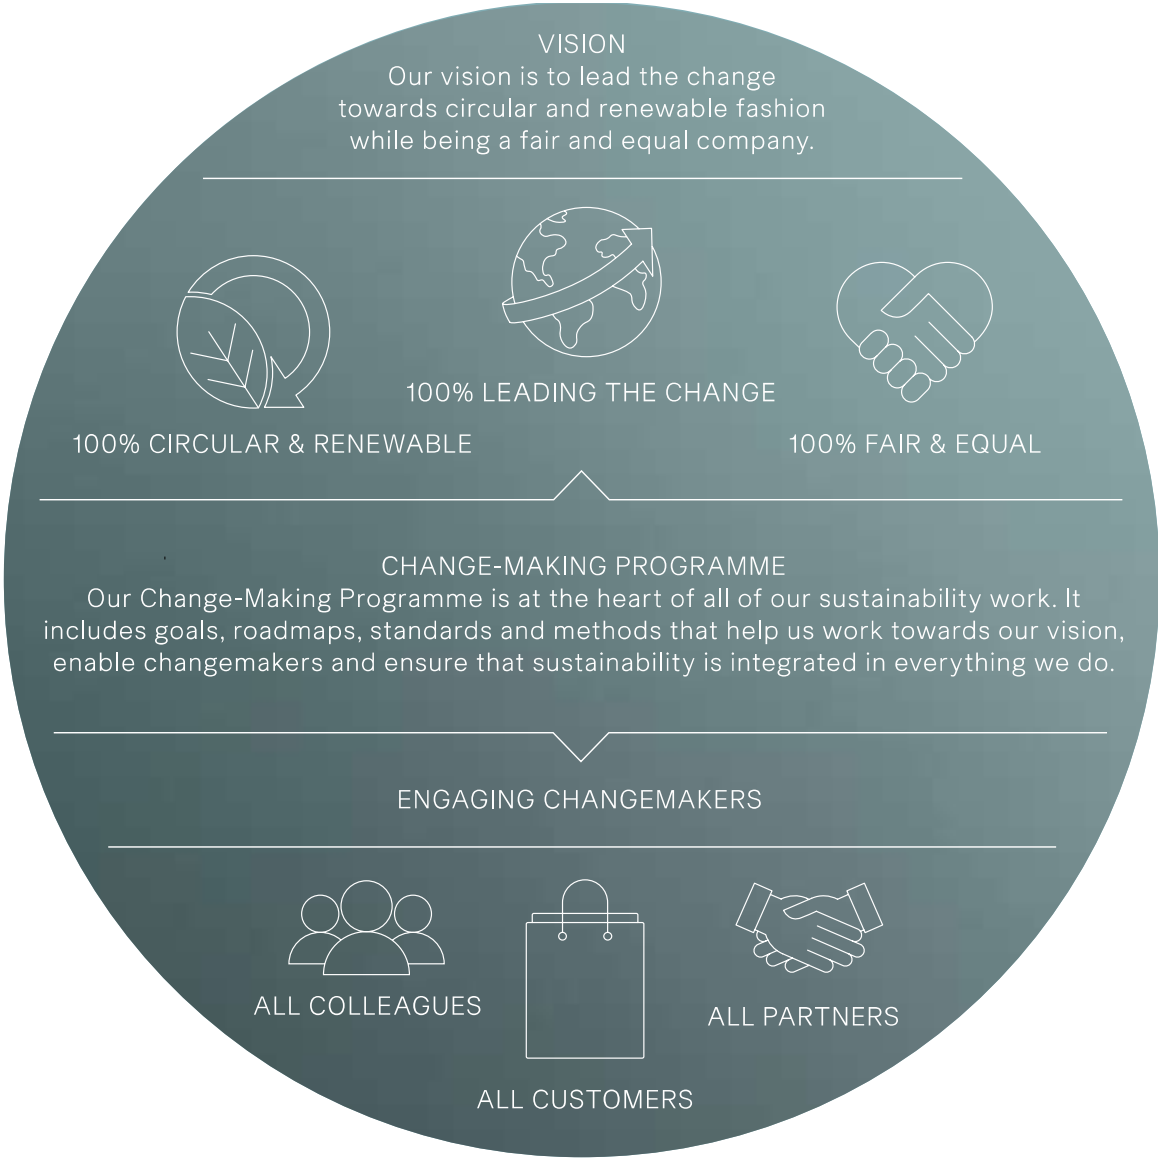 VISION
Our vision is to lead the change
towards circular and renewable fashion
while being a fair and equal company.
100% LEADING THE CHANGE
100% CIRCULAR & RENEWABLE
100% FAIR & EQUAL
CHANGE-MAKING PROGRAMME
Our Change-Making Programme is at the heart of all of our sustainability work. It
includes goals, roadmaps, standards and methods that help us work towards our vision,
enable changemakers and ensure that sustainability is integrated in everything we do.
ENGAGING CHANGEMAKERS
ALL COLLEAGUES
ALL PARTNERS
ALL CUSTOMERS